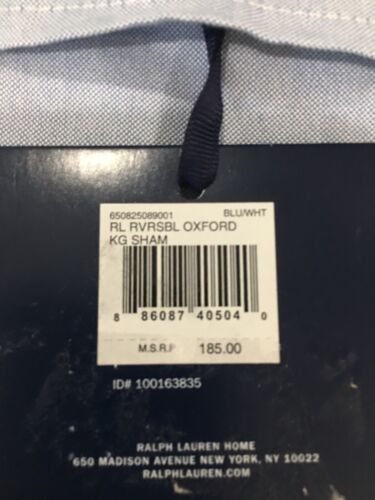 650825089001 BLU/WHT
RL RVRSBL OXFORD
KG SHAM
8 86087 40504 0
M.S.R.P 185.00
ID# 100163835
RALPH LAUREN HOME
650 MADISON AVENUE NEW YORK, NY 10022
RALPHLAUREN.COM